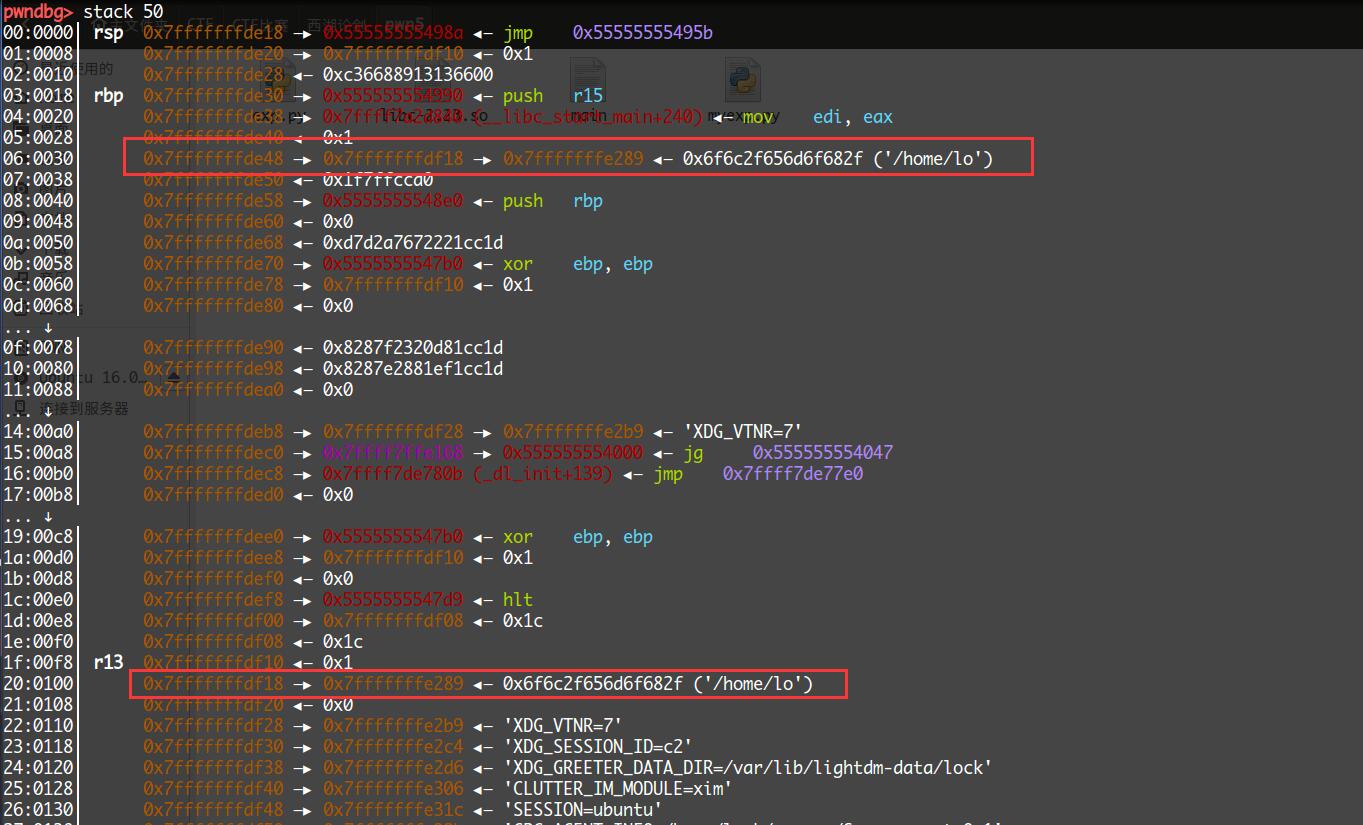 pwndbg> stack 50
00:0000│ rsp 0x7fffffffde18 —▸ 0x55555555498a ◂— jmp 0x55555555495b
01:0008│ 0x7fffffffde20 —▸ 0x7fffffffdf10 ◂— 0x1
02:0010│ 0x7fffffffde28 ◂— 0xc36688913136600
03:0018│ rbp 0x7fffffffde30 —▸ 0x555555554990 ◂— push r15
04:0020│ 0x7fffffffde38 —▸ 0x7ffff7a2d840 (__libc_start_main+240) ◂— mov edi, eax
05:0028│ 0x7fffffffde40 ◂— 0x1
06:0030│ 0x7fffffffde48 —▸ 0x7fffffffdf18 —▸ 0x7fffffffe289 ◂— 0x6f6c2f656d6f682f ('/home/lo')
07:0038│ 0x7fffffffde50 ◂— 0x1f7ffcca0
08:0040│ 0x7fffffffde58 —▸ 0x5555555548e0 ◂— push rbp
09:0048│ 0x7fffffffde60 ◂— 0x0
0a:0050│ 0x7fffffffde68 ◂— 0xd7d2a7672221cc1d
0b:0058│ 0x7fffffffde70 —▸ 0x5555555547b0 ◂— xor ebp, ebp
0c:0060│ 0x7fffffffde78 —▸ 0x7fffffffdf10 ◂— 0x1
0d:0068│ 0x7fffffffde80 ◂— 0x0
... ↓
0f:0078│ 0x7fffffffde90 ◂— 0x8287f2320d81cc1d
10:0080│ 0x7fffffffde98 ◂— 0x8287e2881ef1cc1d
11:0088│ 0x7fffffffdea0 ◂— 0x0
... ↓
连接到服务器
14:00a0│ 0x7fffffffdeb8 —▸ 0x7fffffffdf28 —▸ 0x7fffffffe2b9 ◂— 'XDG_VTNR=7'
15:00a8│ 0x7fffffffdec0 —▸ 0x7ffff7ffe168 —▸ 0x555555554000 ◂— jg 0x555555554047
16:00b0│ 0x7fffffffdec8 —▸ 0x7ffff7de780b (_dl_init+139) ◂— jmp 0x7ffff7de77e0
17:00b8│ 0x7fffffffded0 ◂— 0x0
... ↓
19:00c8│ 0x7fffffffdee0 —▸ 0x5555555547b0 ◂— xor ebp, ebp
1a:00d0│ 0x7fffffffdee8 —▸ 0x7fffffffdf10 ◂— 0x1
1b:00d8│ 0x7fffffffdef0 ◂— 0x0
1c:00e0│ 0x7fffffffdef8 —▸ 0x5555555547d9 ◂— hlt
1d:00e8│ 0x7fffffffdf00 —▸ 0x7fffffffdf08 ◂— 0x1c
1e:00f0│ 0x7fffffffdf08 ◂— 0x1c
1f:00f8│ r13 0x7fffffffdf10 ◂— 0x1
20:0100│ 0x7fffffffdf18 —▸ 0x7fffffffe289 ◂— 0x6f6c2f656d6f682f ('/home/lo')
21:0108│ 0x7fffffffdf20 ◂— 0x0
22:0110│ 0x7fffffffdf28 —▸ 0x7fffffffe2b9 ◂— 'XDG_VTNR=7'
23:0118│ 0x7fffffffdf30 —▸ 0x7fffffffe2c4 ◂— 'XDG_SESSION_ID=c2'
24:0120│ 0x7fffffffdf38 —▸ 0x7fffffffe2d6 ◂— 'XDG_GREETER_DATA_DIR=/var/lib/lightdm-data/lock'
25:0128│ 0x7fffffffdf40 —▸ 0x7fffffffe306 ◂— 'CLUTTER_IM_MODULE=xim'
26:0130│ 0x7fffffffdf48 —▸ 0x7fffffffe31c ◂— 'SESSION=ubuntu'